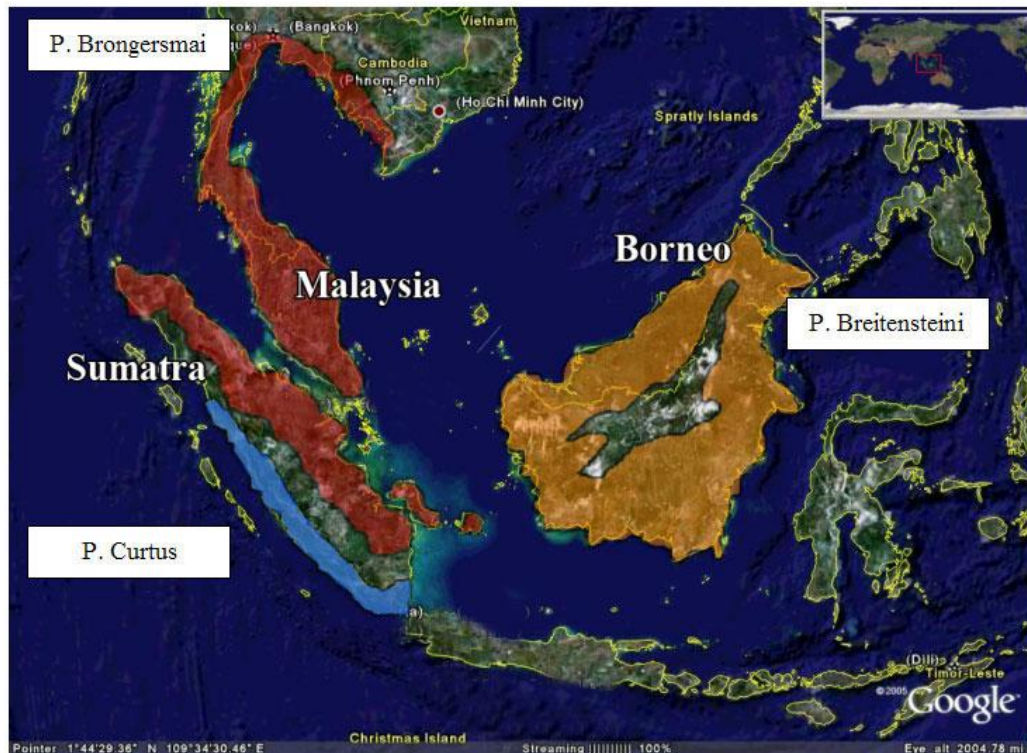 P. Brongersmai
kok)
(Bangkok)
que)
Vietnam
Cambodia
(Phnom Penh)
(Ho Chi Minh City)
Spratly Islands
Borneo
Malaysia
P. Breitensteini
Sumatra
P. Curtus
a)
(Dili)
Timor-Leste
©2005 Google
Christmas Island
Pointer 1°44'29.36" N 109°34'30.46" E Streaming ||||||||| 100% Eye alt 2004.78 mi